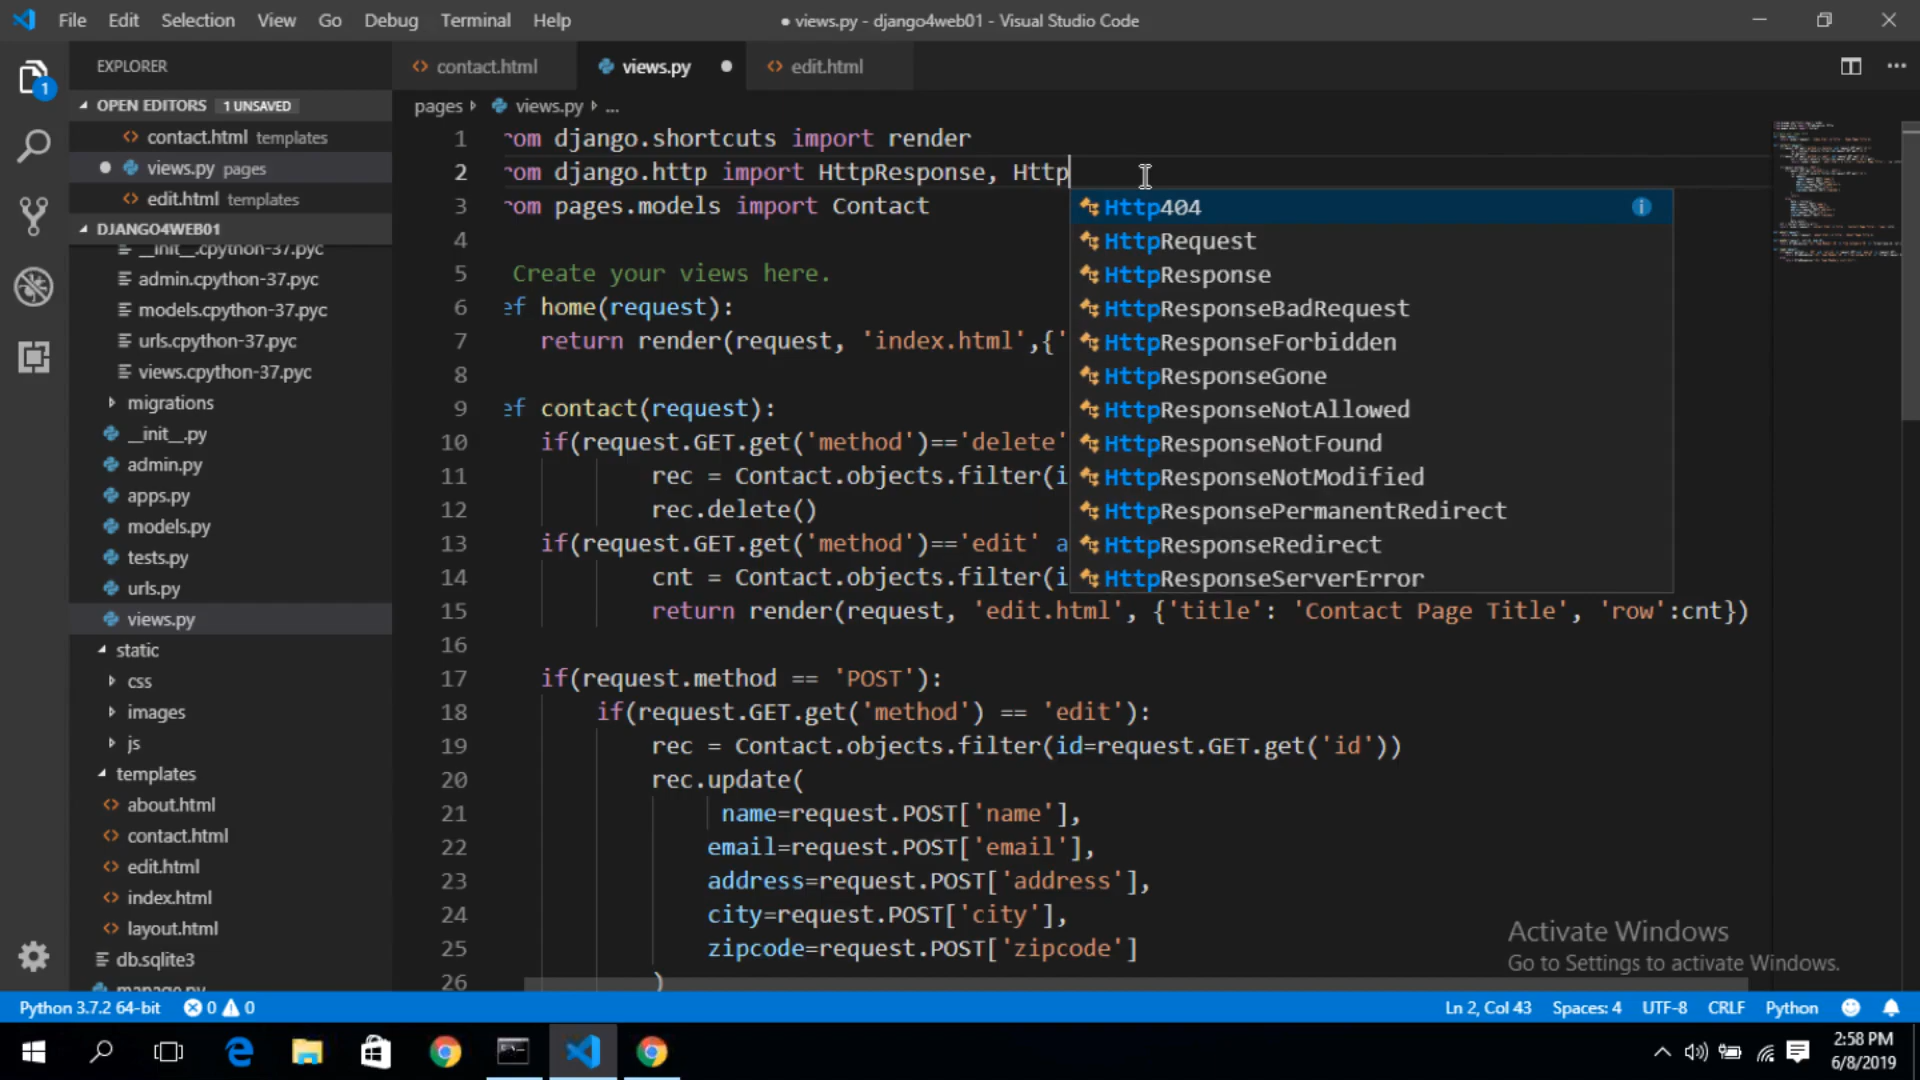 File Edit Selection View Go Debug Terminal Help
● views.py - django4web01 - Visual Studio Code
EXPLORER
contact.html
views.py
edit.html
OPEN EDITORS 1 UNSAVED
contact.html templates
views.py pages
edit.html templates
DJANGO4WEB01
__init__.cpython-37.pyc
admin.cpython-37.pyc
models.cpython-37.pyc
urls.cpython-37.pyc
views.cpython-37.pyc
migrations
__init__.py
admin.py
apps.py
models.py
tests.py
urls.py
views.py
static
css
images
js
templates
about.html
contact.html
edit.html
index.html
layout.html
db.sqlite3
manage.py
1
pages views.py ...
1 rom django.shortcuts import render
2 rom django.http import HttpResponse, Http
3 rom pages.models import Contact
4
5 Create your views here.
6 ef home(request):
7 return render(request, 'index.html',{'
8
9 ef contact(request):
10 if(request.GET.get('method')=='delete'
11 rec = Contact.objects.filter(i
12 rec.delete()
13 if(request.GET.get('method')=='edit' a
14 cnt = Contact.objects.filter(i
15 return render(request, 'edit.html', {'title': 'Contact Page Title', 'row':cnt})
16
17 if(request.method == 'POST'):
18 if(request.GET.get('method') == 'edit'):
19 rec = Contact.objects.filter(id=request.GET.get('id'))
20 rec.update(
21 name=request.POST['name'],
22 email=request.POST['email'],
23 address=request.POST['address'],
24 city=request.POST['city'],
25 zipcode=request.POST['zipcode']
26 )
Http404
HttpRequest
HttpResponse
HttpResponseBadRequest
HttpResponseForbidden
HttpResponseGone
HttpResponseNotAllowed
HttpResponseNotFound
HttpResponseNotModified
HttpResponsePermanentRedirect
HttpResponseRedirect
HttpResponseServerError
Activate Windows
Go to Settings to activate Windows.
Python 3.7.2 64-bit 0 0
Ln 2, Col 43 Spaces: 4 UTF-8 CRLF Python
2:58 PM
6/8/2019